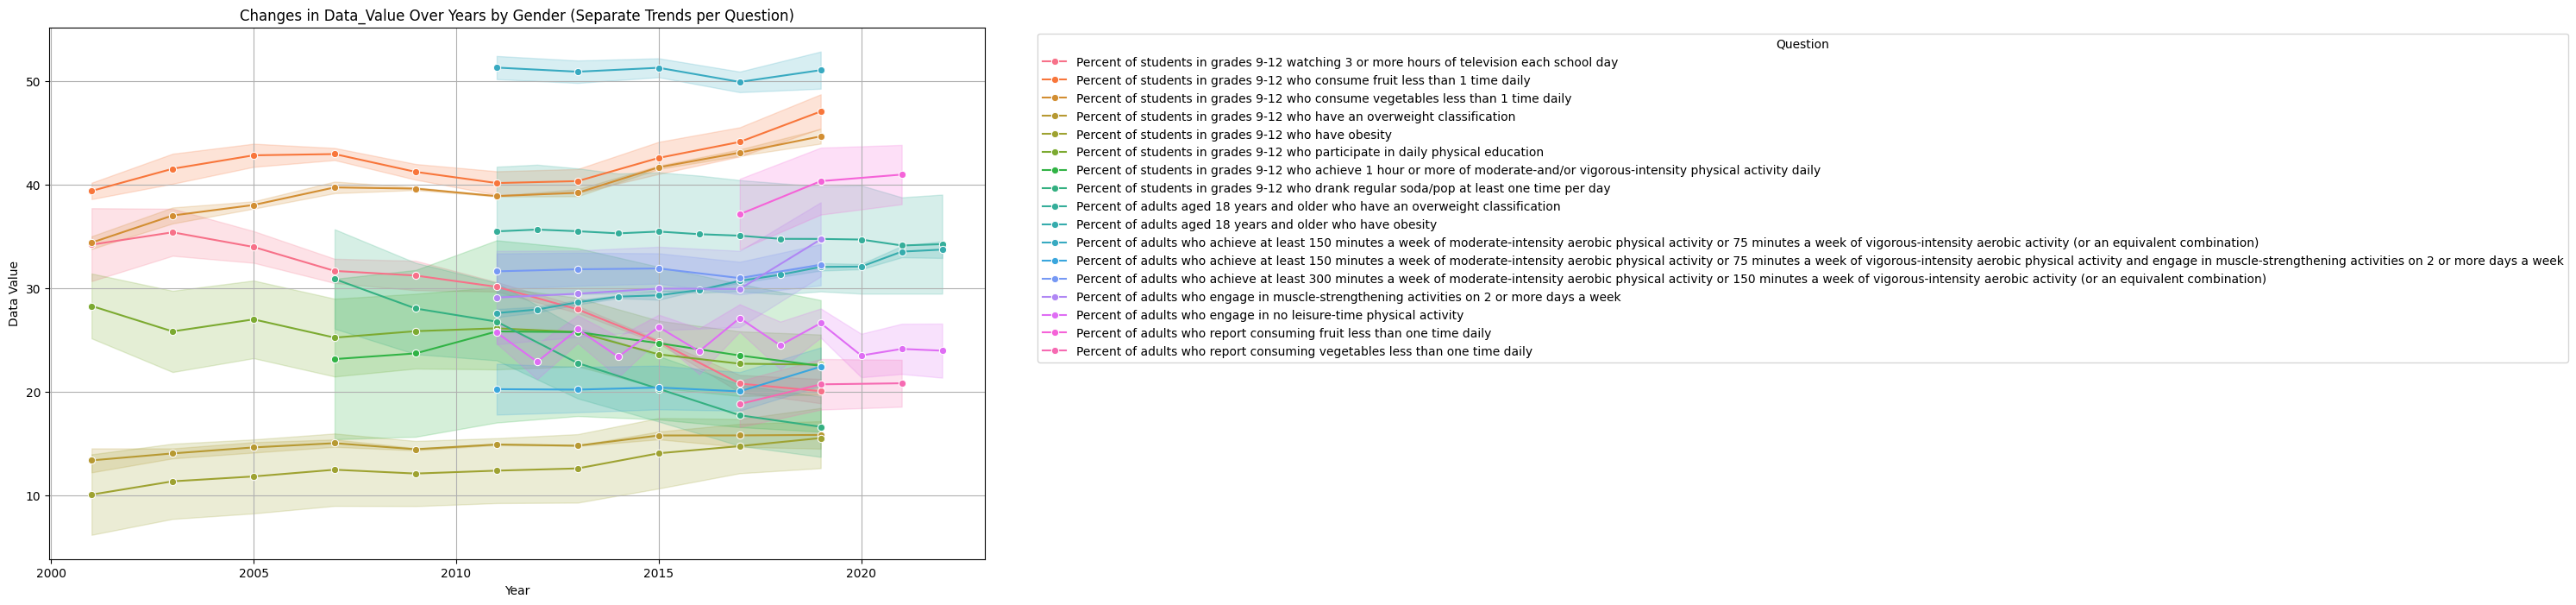 Changes in Data_Value Over Years by Gender (Separate Trends per Question)
Data Value
50
40
30
20
10
2000
2005
2010
2015
2020
Year
Question
Percent of students in grades 9-12 watching 3 or more hours of television each school day
Percent of students in grades 9-12 who consume fruit less than 1 time daily
Percent of students in grades 9-12 who consume vegetables less than 1 time daily
Percent of students in grades 9-12 who have an overweight classification
Percent of students in grades 9-12 who have obesity
Percent of students in grades 9-12 who participate in daily physical education
Percent of students in grades 9-12 who achieve 1 hour or more of moderate-and/or vigorous-intensity physical activity daily
Percent of students in grades 9-12 who drank regular soda/pop at least one time per day
Percent of adults aged 18 years and older who have an overweight classification
Percent of adults aged 18 years and older who have obesity
Percent of adults who achieve at least 150 minutes a week of moderate-intensity aerobic physical activity or 75 minutes a week of vigorous-intensity aerobic activity (or an equivalent combination)
Percent of adults who achieve at least 150 minutes a week of moderate-intensity aerobic physical activity or 75 minutes a week of vigorous-intensity aerobic physical activity and engage in muscle-strengthening activities on 2 or more days a week
Percent of adults who achieve at least 300 minutes a week of moderate-intensity aerobic physical activity or 150 minutes a week of vigorous-intensity aerobic activity (or an equivalent combination)
Percent of adults who engage in muscle-strengthening activities on 2 or more days a week
Percent of adults who engage in no leisure-time physical activity
Percent of adults who report consuming fruit less than one time daily
Percent of adults who report consuming vegetables less than one time daily